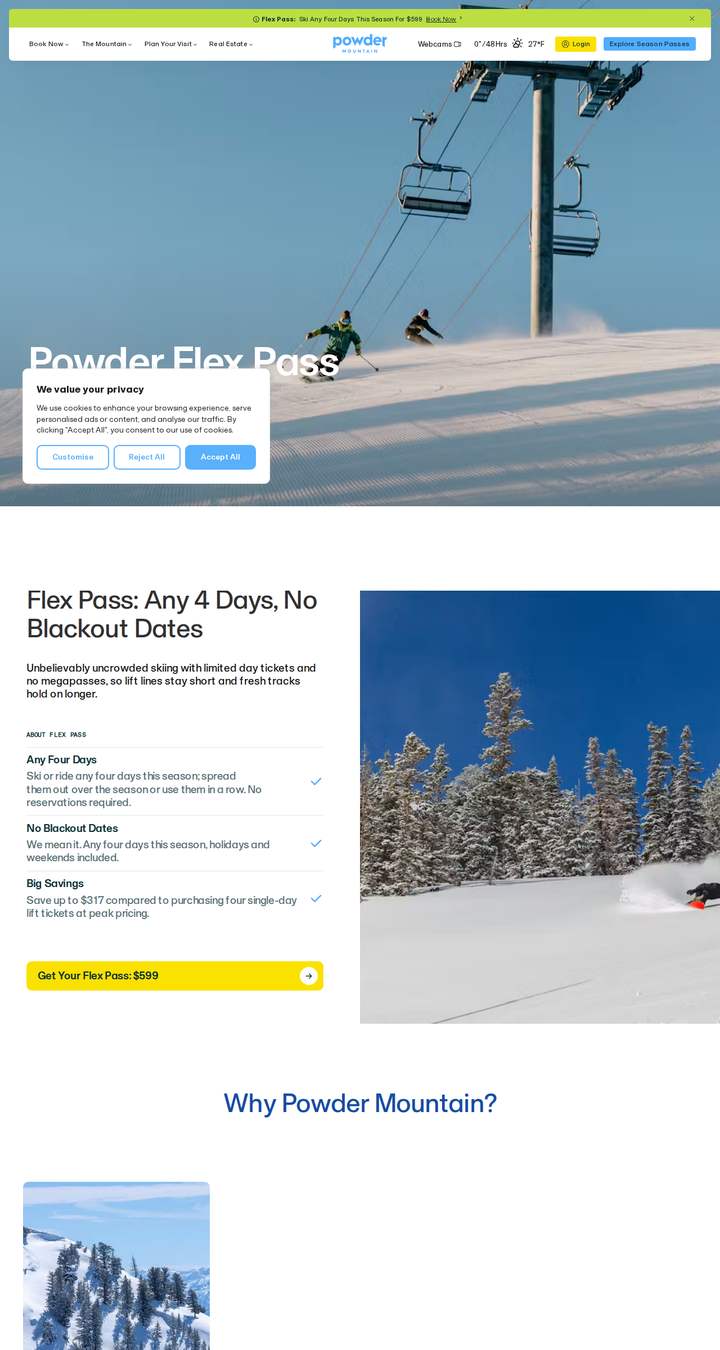 Flex Pass: Ski Any Four Days This Season For $599 Book Now
Book Now
The Mountain
Plan Your Visit
Real Estate
powder
MOUNTAIN
Webcams
0"/48Hrs
27°F
Login
Explore Season Passes
Powder Flex Pass
We value your privacy
We use cookies to enhance your browsing experience, serve
personalised ads or content, and analyse our traffic. By
clicking "Accept All", you consent to our use of cookies.
Customise
Reject All
Accept All
Flex Pass: Any 4 Days, No
Blackout Dates
Unbelievably uncrowded skiing with limited day tickets and
no megapasses, so lift lines stay short and fresh tracks
hold on longer.
ABOUT FLEX PASS
Any Four Days
Ski or ride any four days this season; spread
them out over the season or use them in a row. No
reservations required.
No Blackout Dates
We mean it. Any four days this season, holidays and
weekends included.
Big Savings
Save up to $317 compared to purchasing four single-day
lift tickets at peak pricing.
Get Your Flex Pass: $599
Why Powder Mountain?